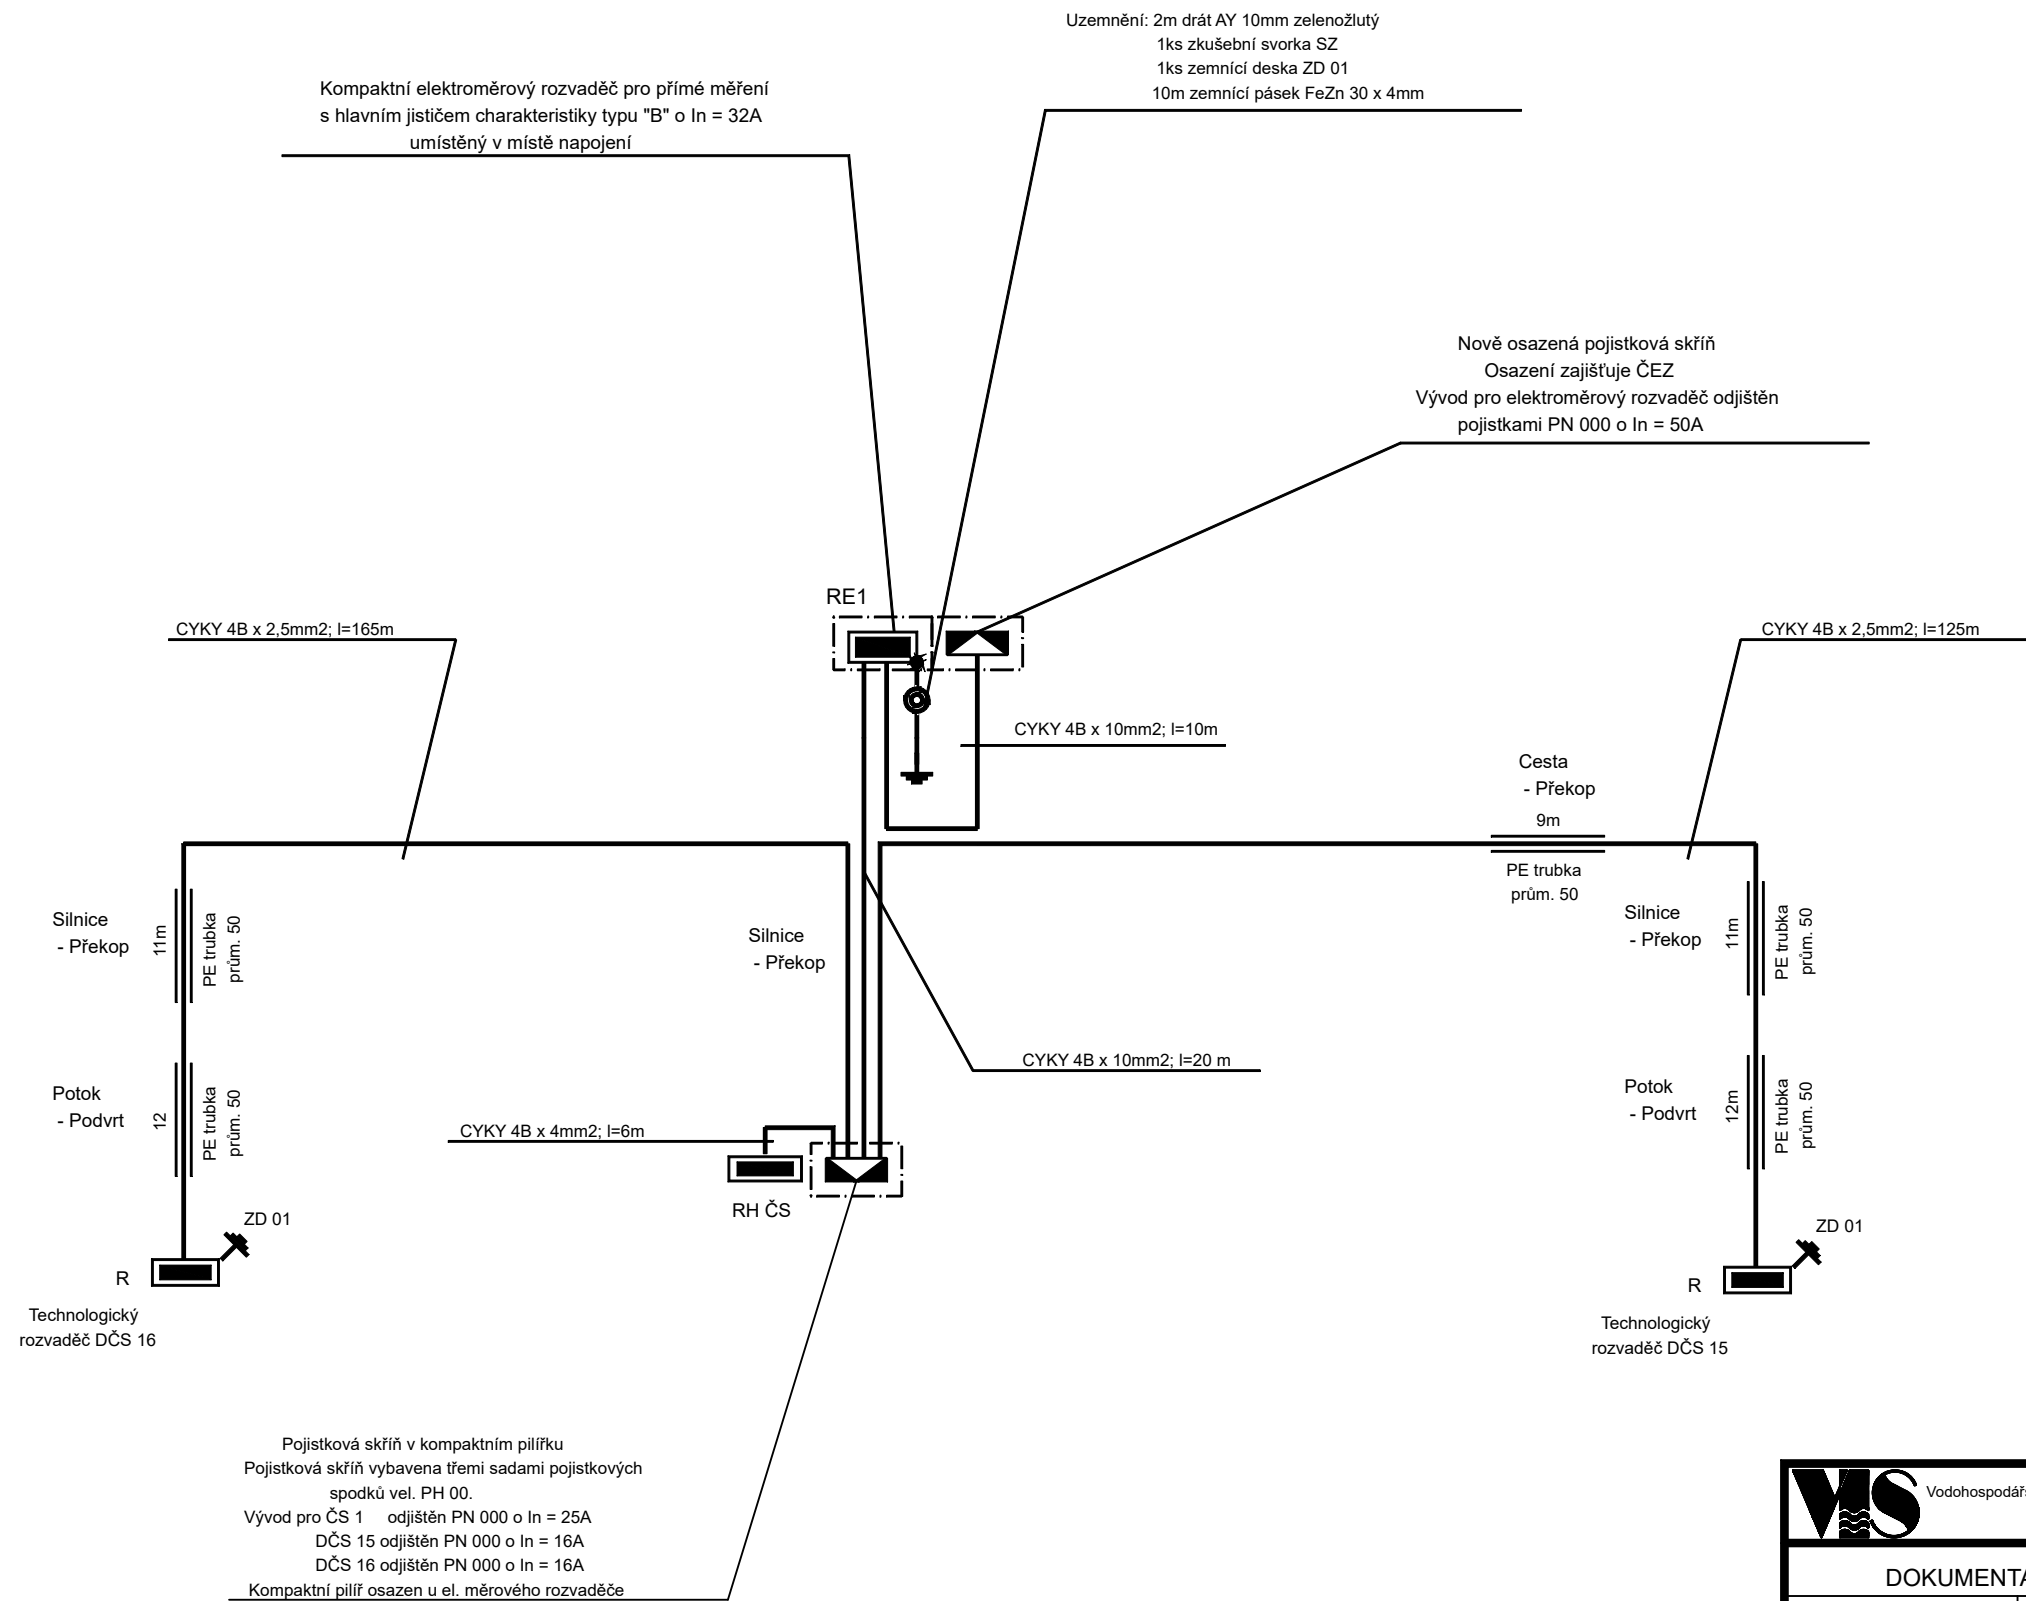 Uzemnění: 2m drát AY 10mm zelenožlutý
1ks zkušební svorka SZ
1ks zemnící deska ZD 01
10m zemnící pásek FeZn 30 x 4mm
Kompaktní elektroměrový rozvaděč pro přímé měření
s hlavním jističem charakteristiky typu "B" o In = 32A
umístěný v místě napojení
Nově osazená pojistková skříň
Osazení zajišťuje ČEZ
Vývod pro elektroměrový rozvaděč odjištěn
pojistkami PN 000 o In = 50A
RE1
CYKY 4B x 2,5mm2; l=165m
CYKY 4B x 2,5mm2; l=125m
CYKY 4B x 10mm2; l=10m
Cesta
- Překop
9m
PE trubka
prům. 50
Silnice
- Překop
11m
PE trubka
prům. 50
Silnice
- Překop
Silnice
- Překop
11m
PE trubka
prům. 50
CYKY 4B x 10mm2; l=20 m
Potok
- Podvrt
12
PE trubka
prům. 50
Potok
- Podvrt
12m
PE trubka
prům. 50
CYKY 4B x 4mm2; l=6m
RH ČS
ZD 01
R
Technologický
rozvaděč DČS 16
ZD 01
R
Technologický
rozvaděč DČS 15
Pojistková skříň v kompaktním pilířku
Pojistková skříň vybavena třemi sadami pojistkových
spodků vel. PH 00.
Vývod pro ČS 1 odjištěn PN 000 o In = 25A
DČS 15 odjištěn PN 000 o In = 16A
DČS 16 odjištěn PN 000 o In = 16A
Kompaktní pilíř osazen u el. měrového rozvaděče
VIS